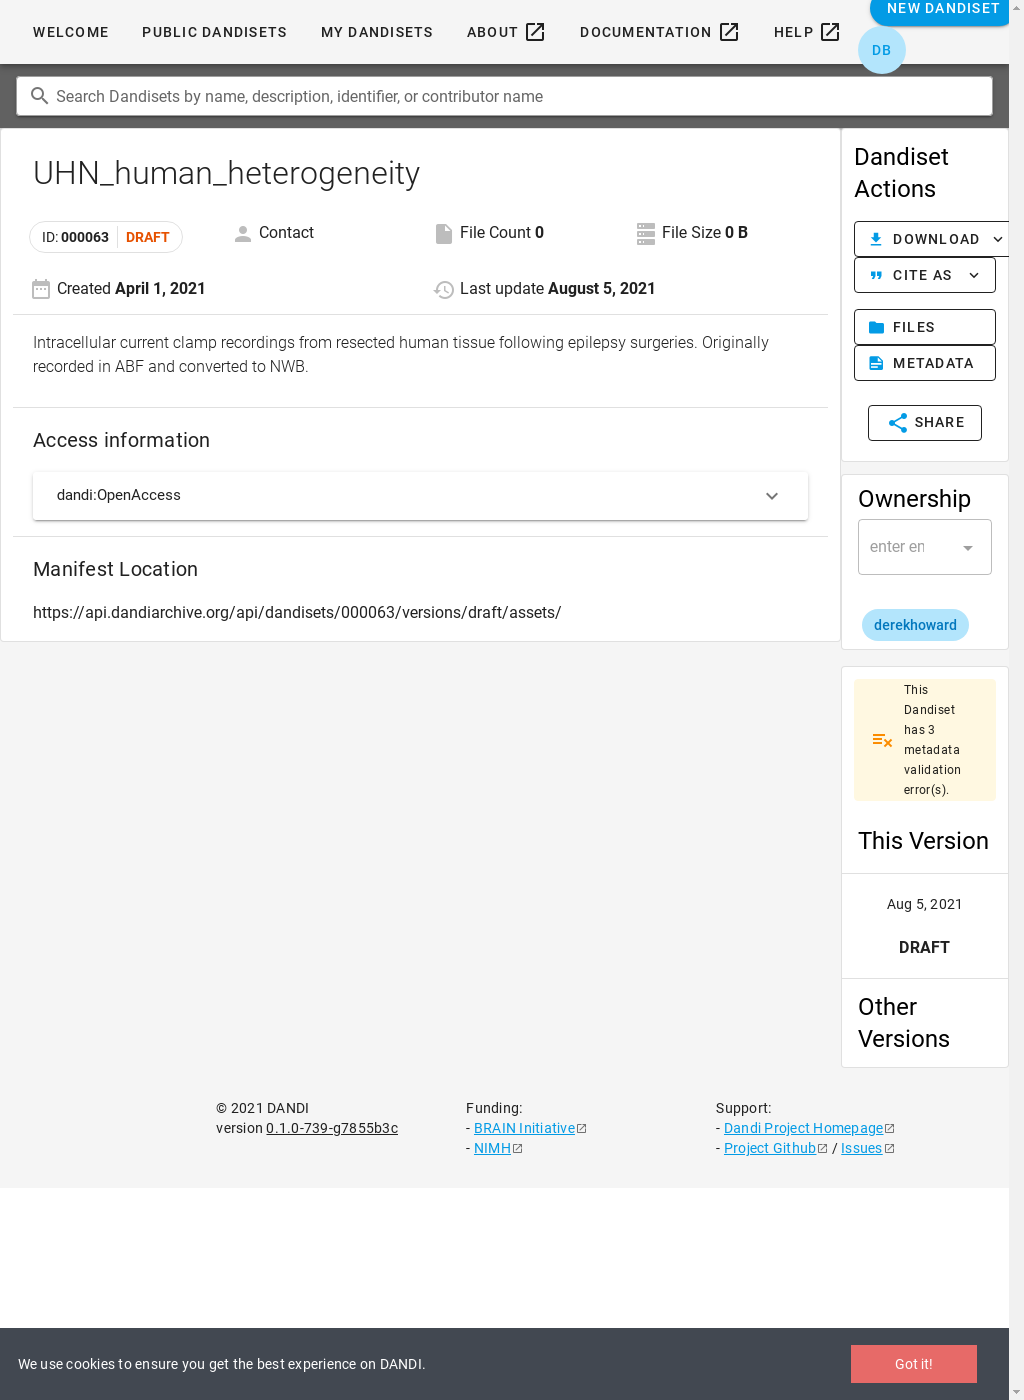 WELCOME PUBLIC DANDISETS MY DANDISETS ABOUT DOCUMENTATION HELP NEW DANDISET
DB
Search Dandisets by name, description, identifier, or contributor name
UHN_human_heterogeneity
ID: 000063 DRAFT Contact File Count 0 File Size 0 B
Created April 1, 2021 Last update August 5, 2021
Intracellular current clamp recordings from resected human tissue following epilepsy surgeries. Originally
recorded in ABF and converted to NWB.
Access information
dandi:OpenAccess
Manifest Location
https://api.dandiarchive.org/api/dandisets/000063/versions/draft/assets/
Dandiset
Actions
DOWNLOAD
CITE AS
FILES
METADATA
SHARE
Ownership
enter en
derekhoward
This
Dandiset
has 3
metadata
validation
error(s).
This Version
Aug 5, 2021
DRAFT
Other
Versions
© 2021 DANDI
version 0.1.0-739-g7855b3c
Funding:
- BRAIN Initiative
- NIMH
Support:
- Dandi Project Homepage
- Project Github / Issues
We use cookies to ensure you get the best experience on DANDI.
Got it!